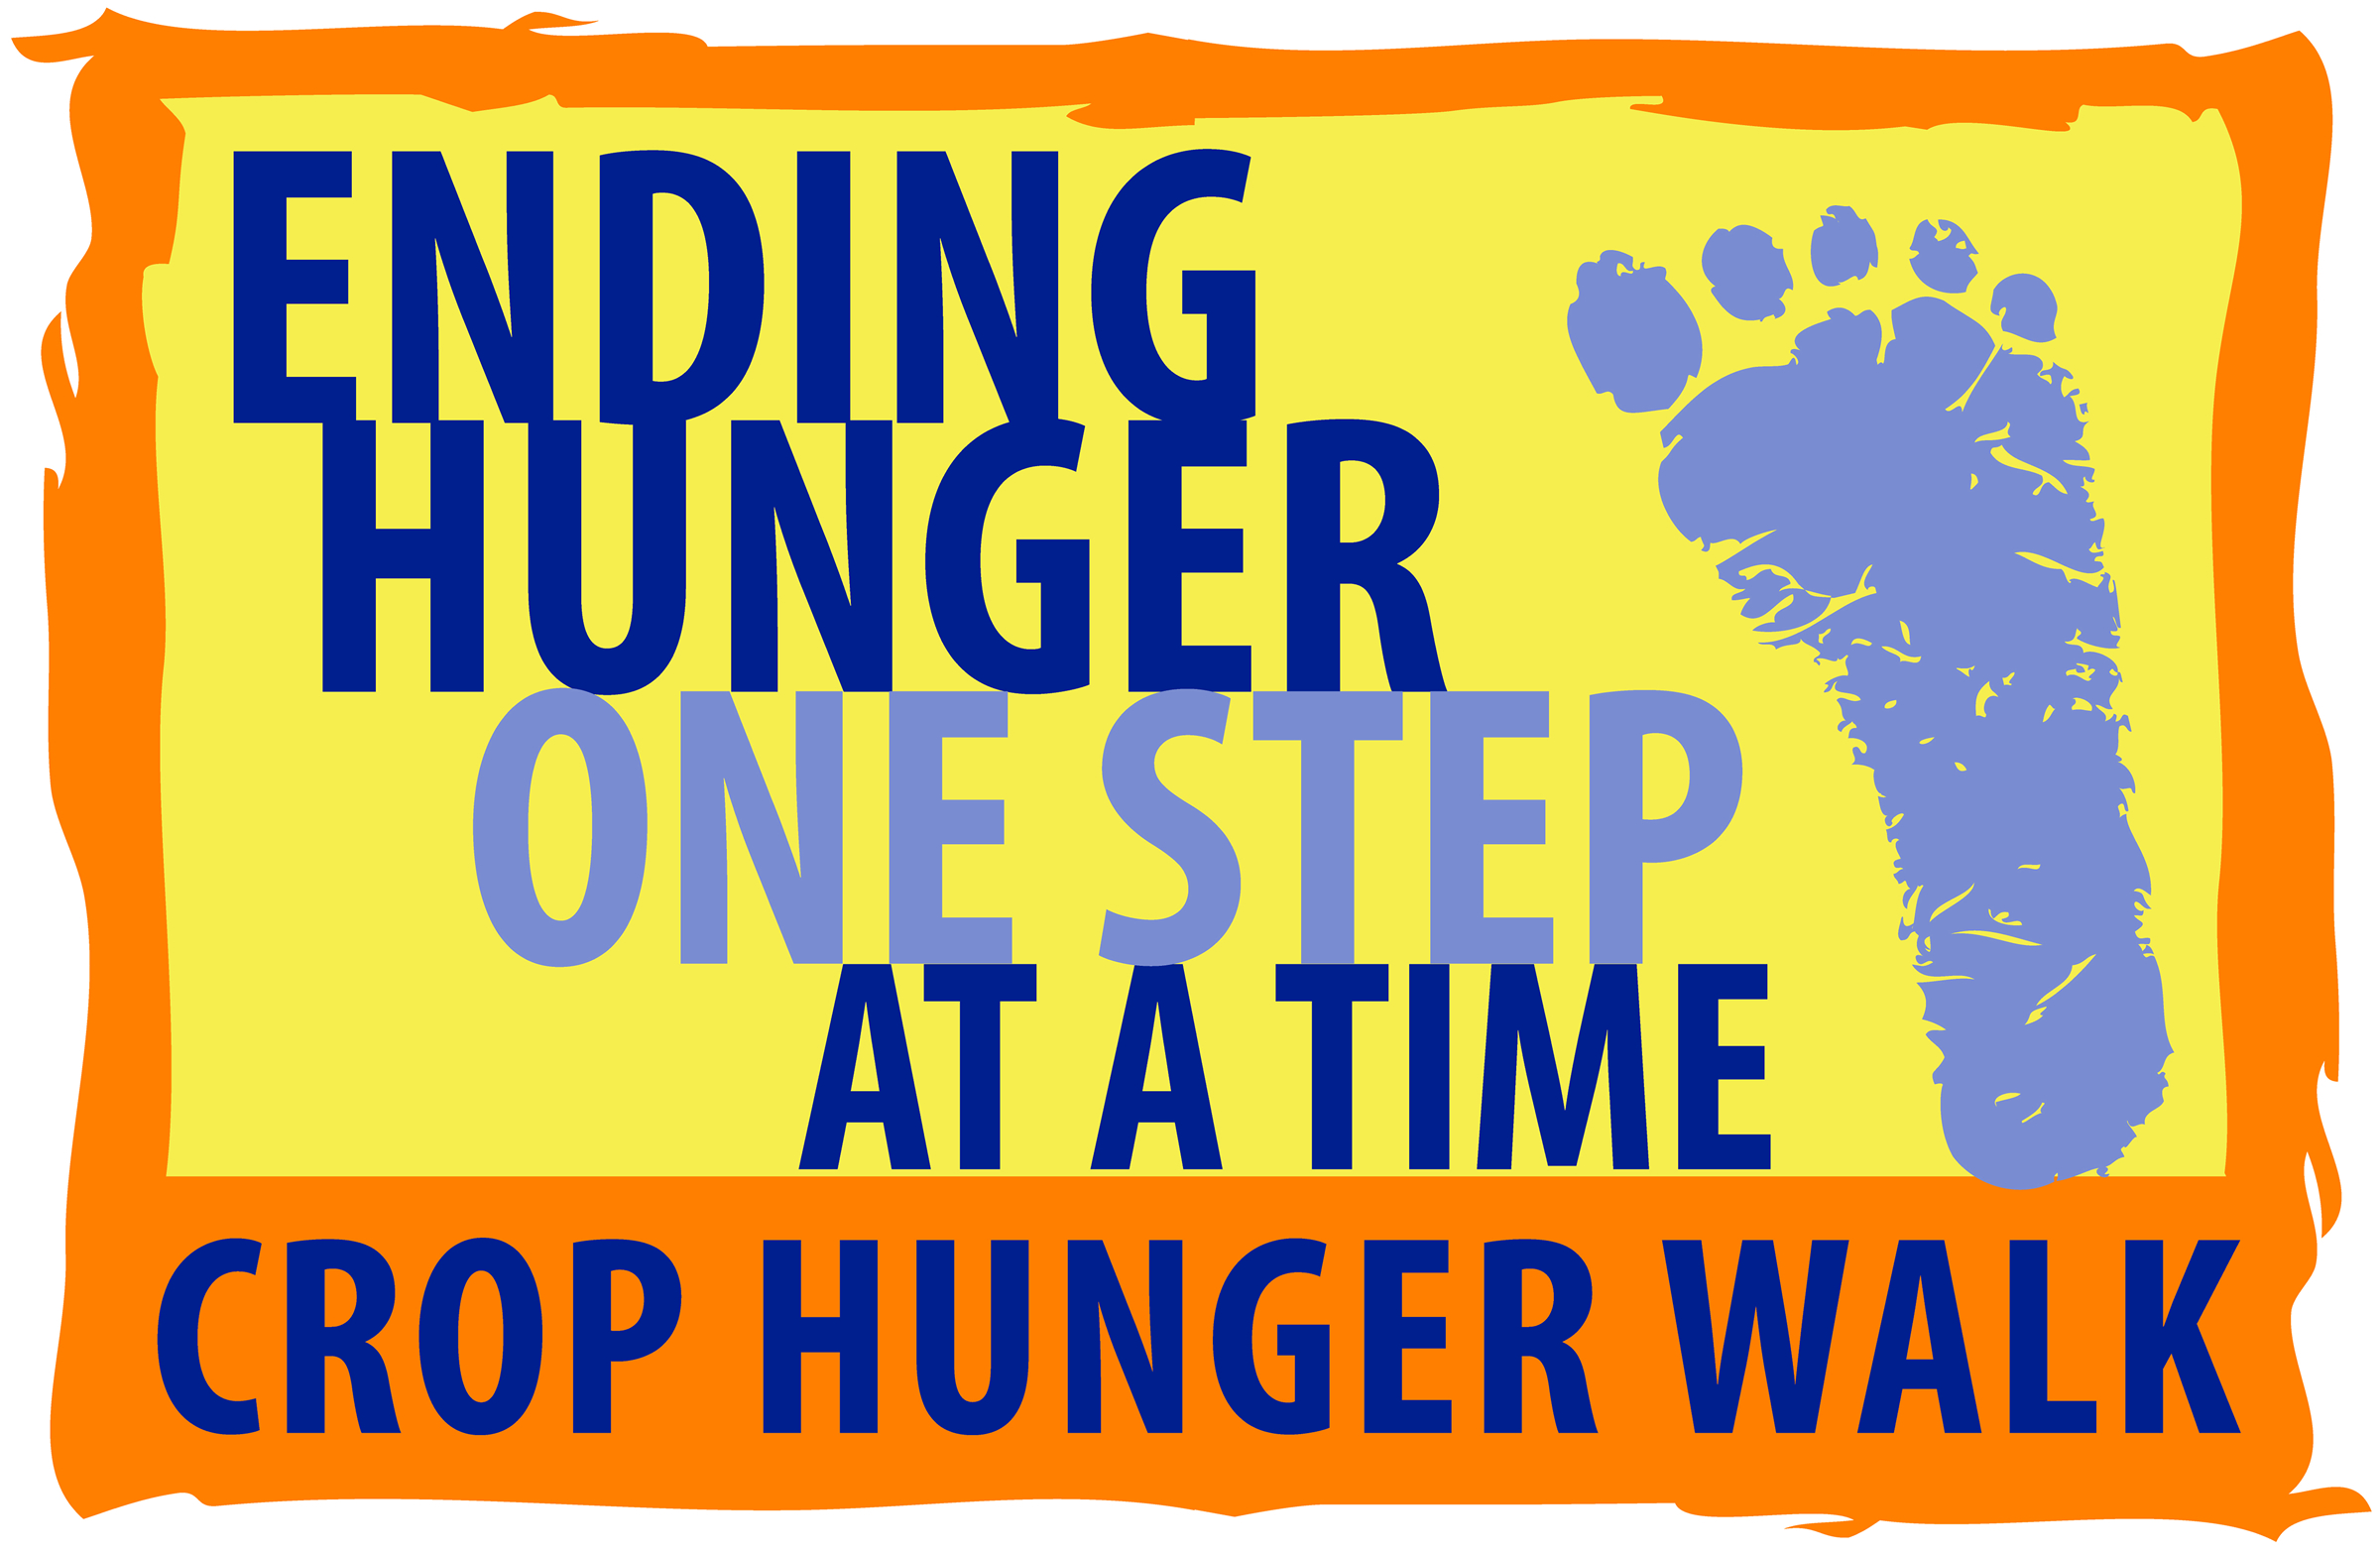 ENDING
HUNGER
ONE STEP
AT A TIME
CROP HUNGER WALK